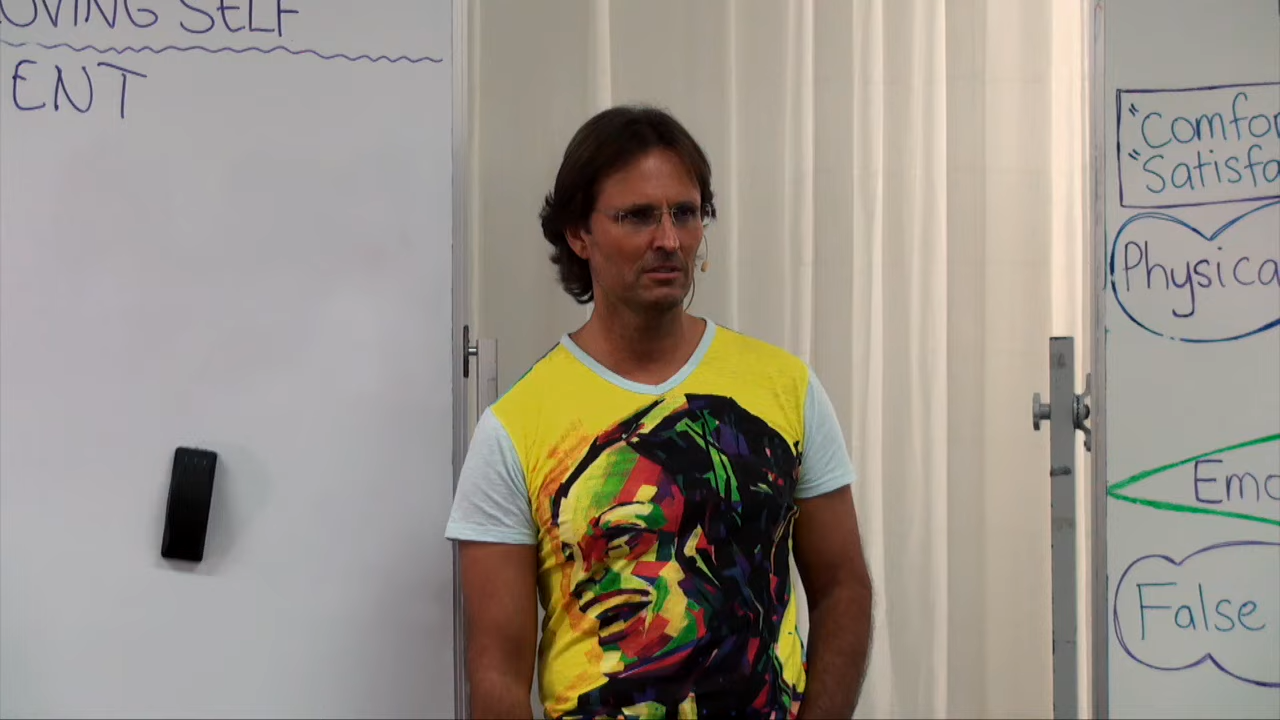 OVING SELF
ENT
"Comfor
"Satisfa
Physica
Emo
False